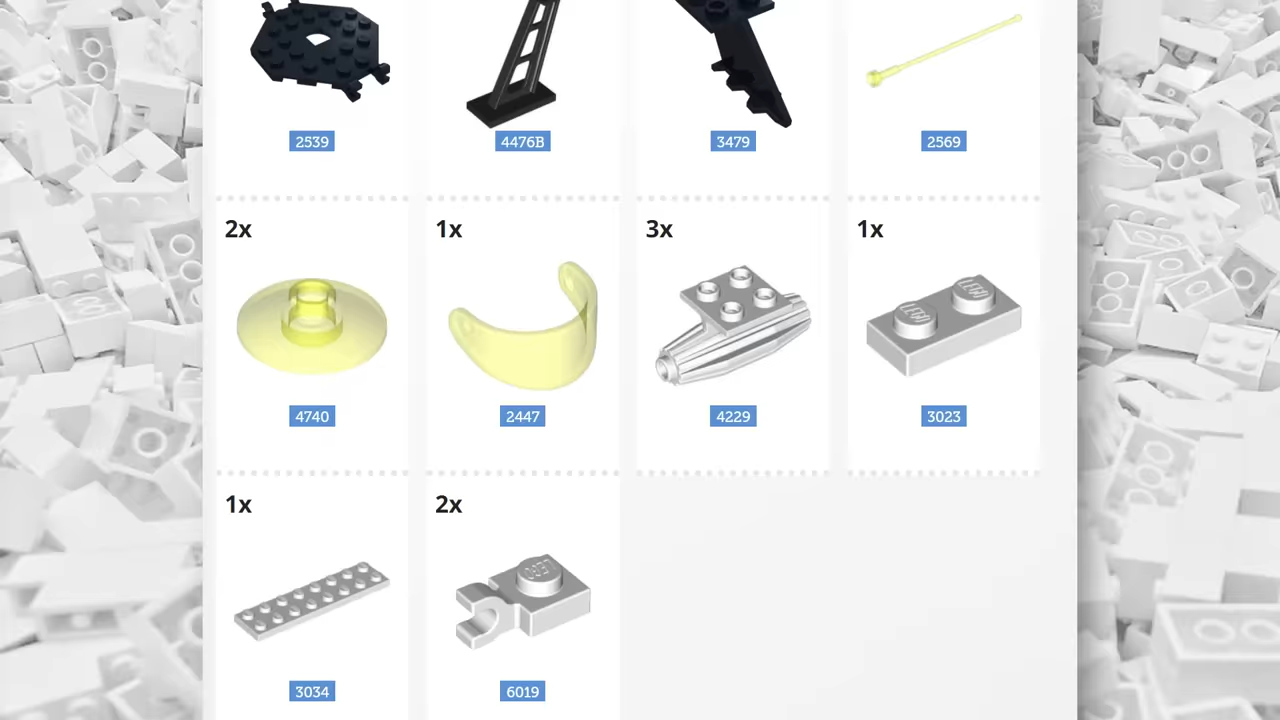 2539 4476B 3479 2569
2x 1x 3x 1x
4740 2447 4229 3023
1x 2x
3034 6019